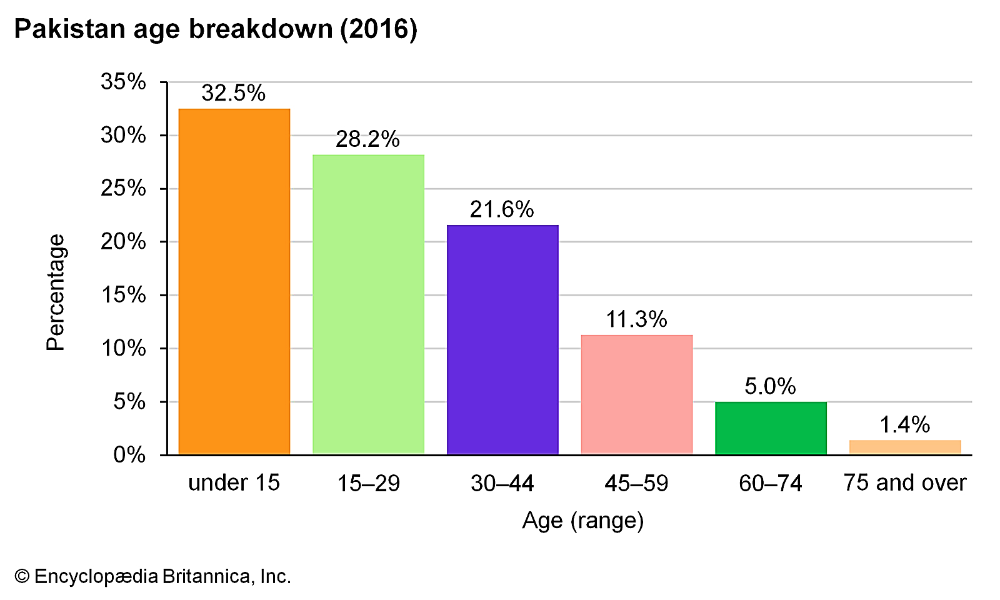 Pakistan age breakdown (2016)
35%
32.5%
30%
28.2%
25%
21.6%
20%
Percentage
15%
11.3%
10%
5.0%
5%
1.4%
0%
under 15 15–29 30–44 45–59 60–74 75 and over
Age (range)
© Encyclopædia Britannica, Inc.